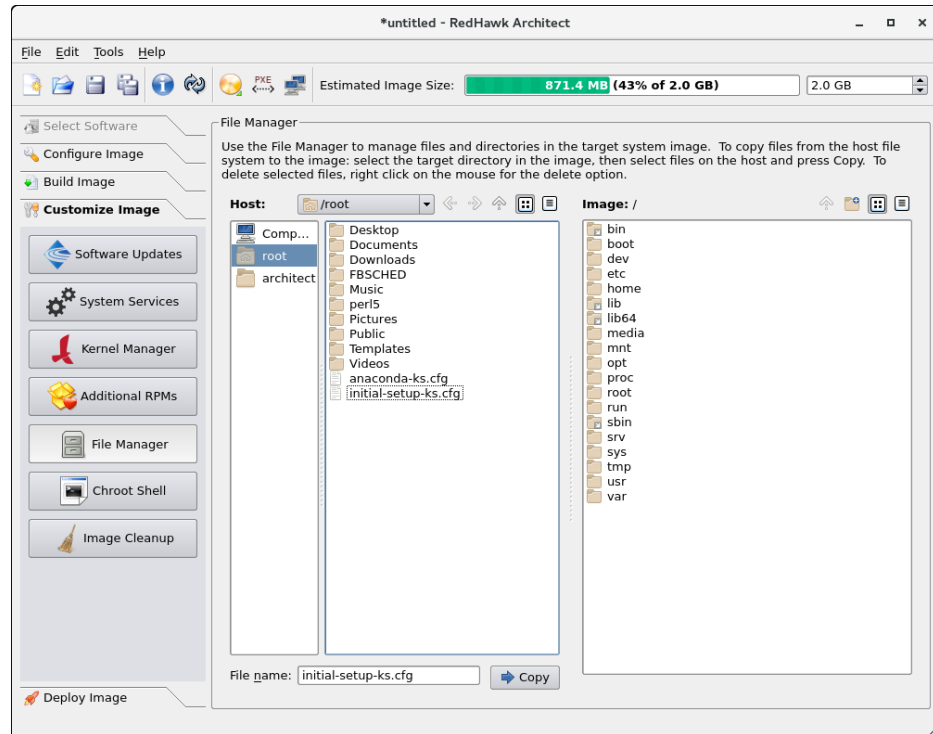 *untitled - RedHawk Architect
File Edit Tools Help
PXE
Estimated Image Size:
871.4 MB (43% of 2.0 GB)
2.0 GB
Select Software
Configure Image
Build Image
Customize Image
Software Updates
System Services
Kernel Manager
Additional RPMs
File Manager
Chroot Shell
Image Cleanup
Deploy Image
File Manager
Use the File Manager to manage files and directories in the target system image. To copy files from the host file
system to the image: select the target directory in the image, then select files on the host and press Copy. To
delete selected files, right click on the mouse for the delete option.
Host:
/root
Comp...
root
architect
Desktop
Documents
Downloads
FBSCHED
Music
perl5
Pictures
Public
Templates
Videos
anaconda-ks.cfg
initial-setup-ks.cfg
File name:
initial-setup-ks.cfg
Copy
Image: /
bin
boot
dev
etc
home
lib
lib64
media
mnt
opt
proc
root
run
sbin
srv
sys
tmp
usr
var